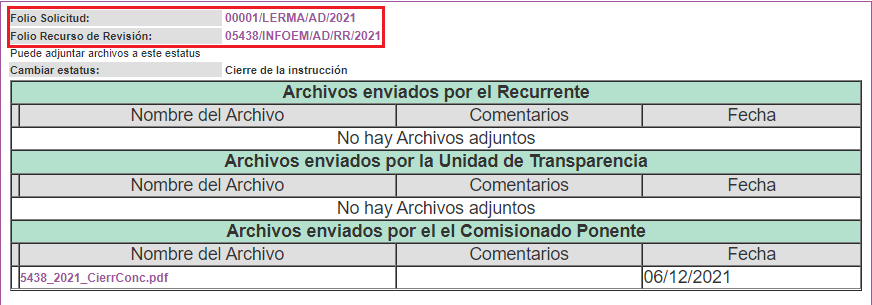 Folio Solicitud: 00001/LERMA/AD/2021
Folio Recurso de Revisión: 05438/INFOEM/AD/RR/2021
Puede adjuntar archivos a este estatus
Cambiar estatus: Cierre de la instrucción
Archivos enviados por el Recurrente
Nombre del Archivo Comentarios Fecha
No hay Archivos adjuntos
Archivos enviados por la Unidad de Transparencia
Nombre del Archivo Comentarios Fecha
No hay Archivos adjuntos
Archivos enviados por el el Comisionado Ponente
Nombre del Archivo Comentarios Fecha
5438_2021_CierrConc.pdf 06/12/2021